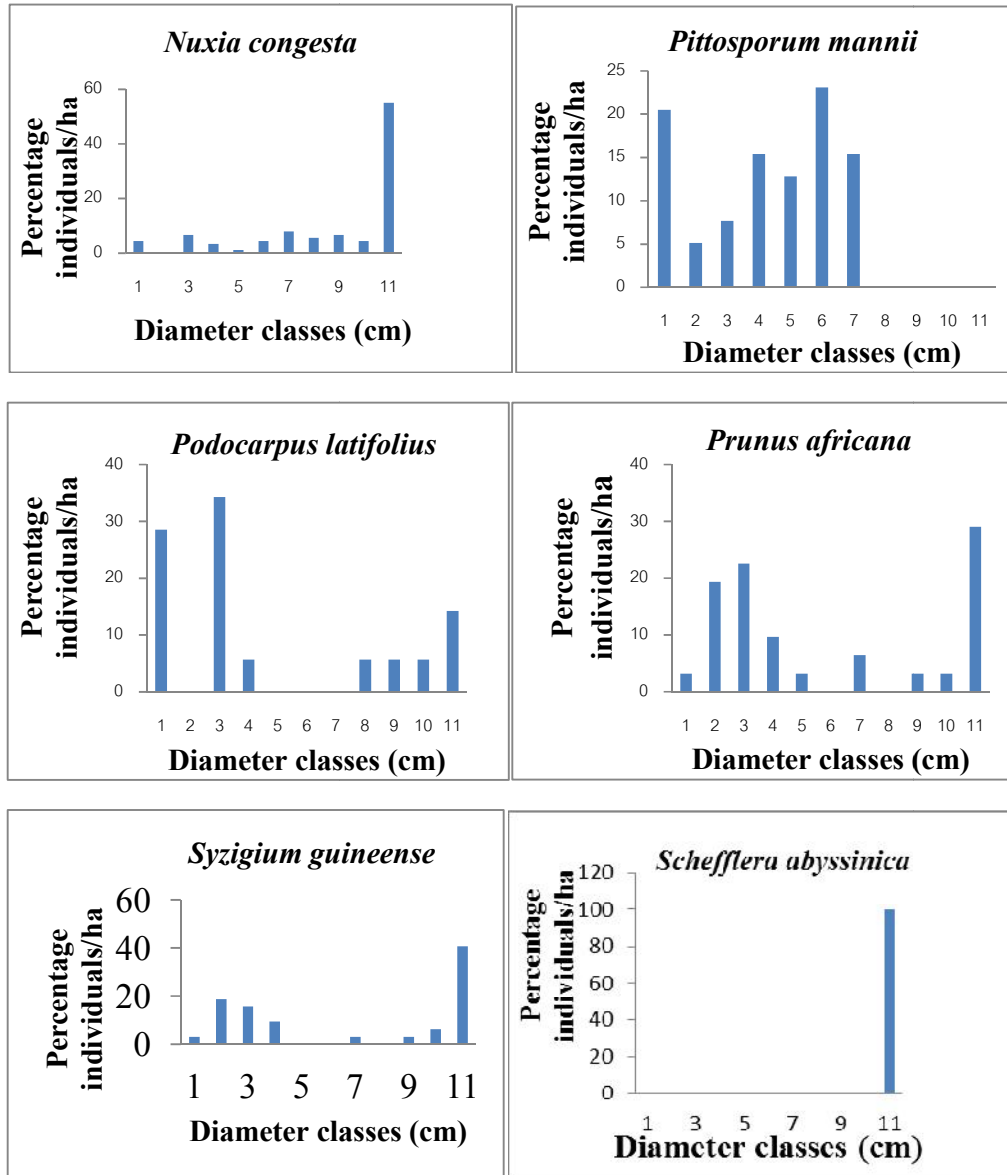 Nuxia congesta
Percentage
individuals/ha
60
40
20
0
1 3 5 7 9 11
Diameter classes (cm)
Pittosporum mannii
Percentage
individuals/ha
25
20
15
10
5
0
1 2 3 4 5 6 7 8 9 10 11
Diameter classes (cm)
Podocarpus latifolius
Percentage
individuals/ha
40
30
20
10
0
1 2 3 4 5 6 7 8 9 10 11
Diameter classes (cm)
Prunus africana
Percentage
individuals/ha
40
30
20
10
0
1 2 3 4 5 6 7 8 9 10 11
Diameter classes (cm)
Syzigium guineense
Percentage
individuals/ha
60
40
20
0
1 3 5 7 9 11
Diameter classes (cm)
Schefflera abyssinica
Percentage
individuals/ha
120
100
80
60
40
20
0
1 3 5 7 9 11
Diameter classes (cm)